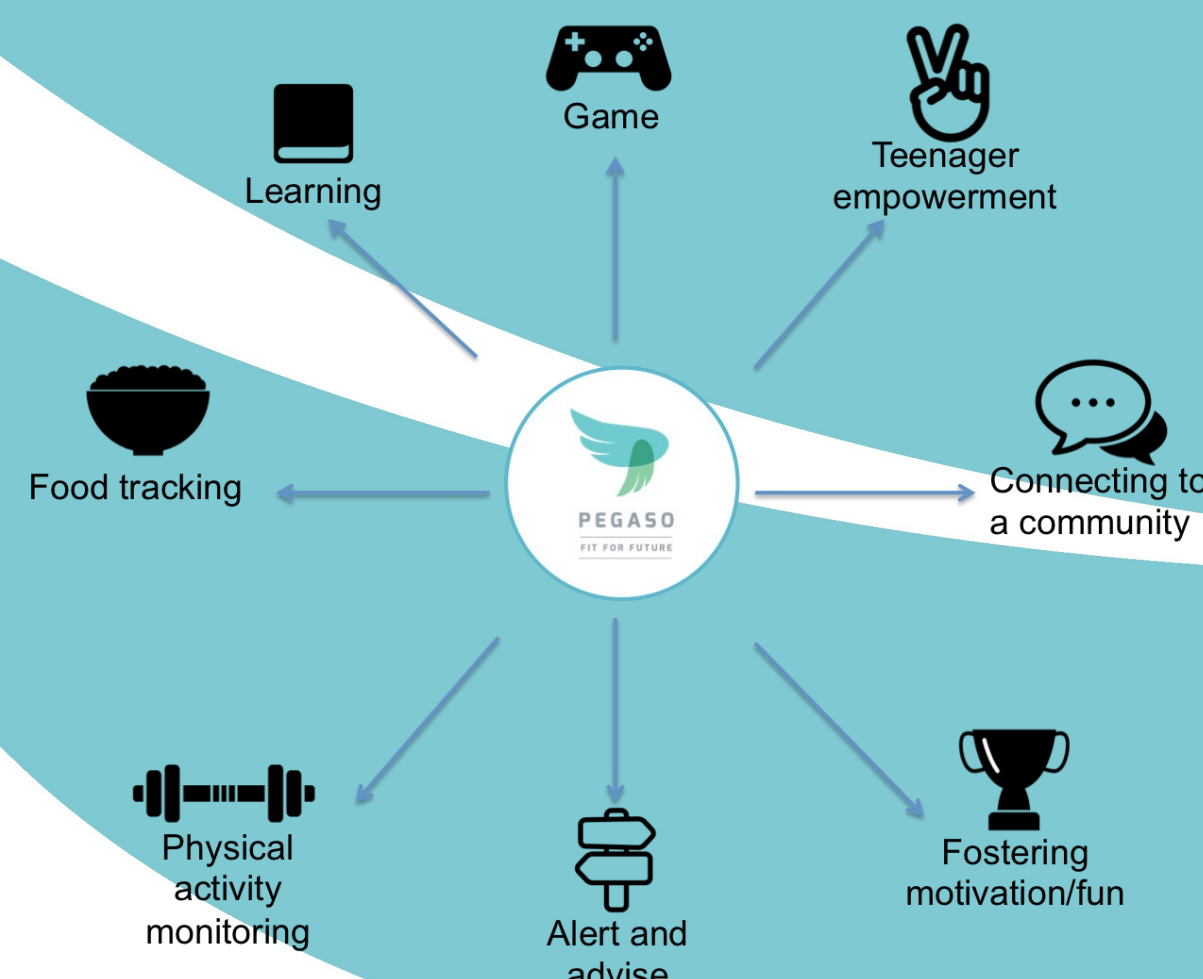 Game
Teenager
empowerment
Learning
Food tracking
Connecting to
a community
PEGASO
FIT FOR FUTURE
Physical
activity
monitoring
Fostering
motivation/fun
Alert and
advise